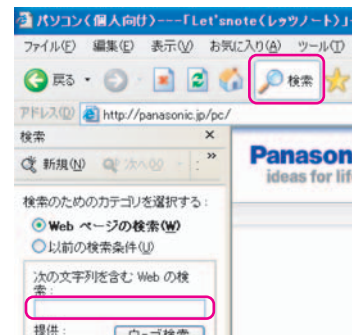 パソコン(個人向け)---「Let'snote(レッツノート)」-
ファイル(F) 編集(E) 表示(V) お気に入り(A) ツール(T)
戻る 検索
アドレス(D) http://panasonic.jp/pc/
検索 ×
新規(N) 次へ(X) »
Panason
ideas for lif
検索のためのカテゴリを選択する:
Web ページの検索(W)
以前の検索条件(U)
次の文字列を含む Web の検
索:
提供: ウェブ検索